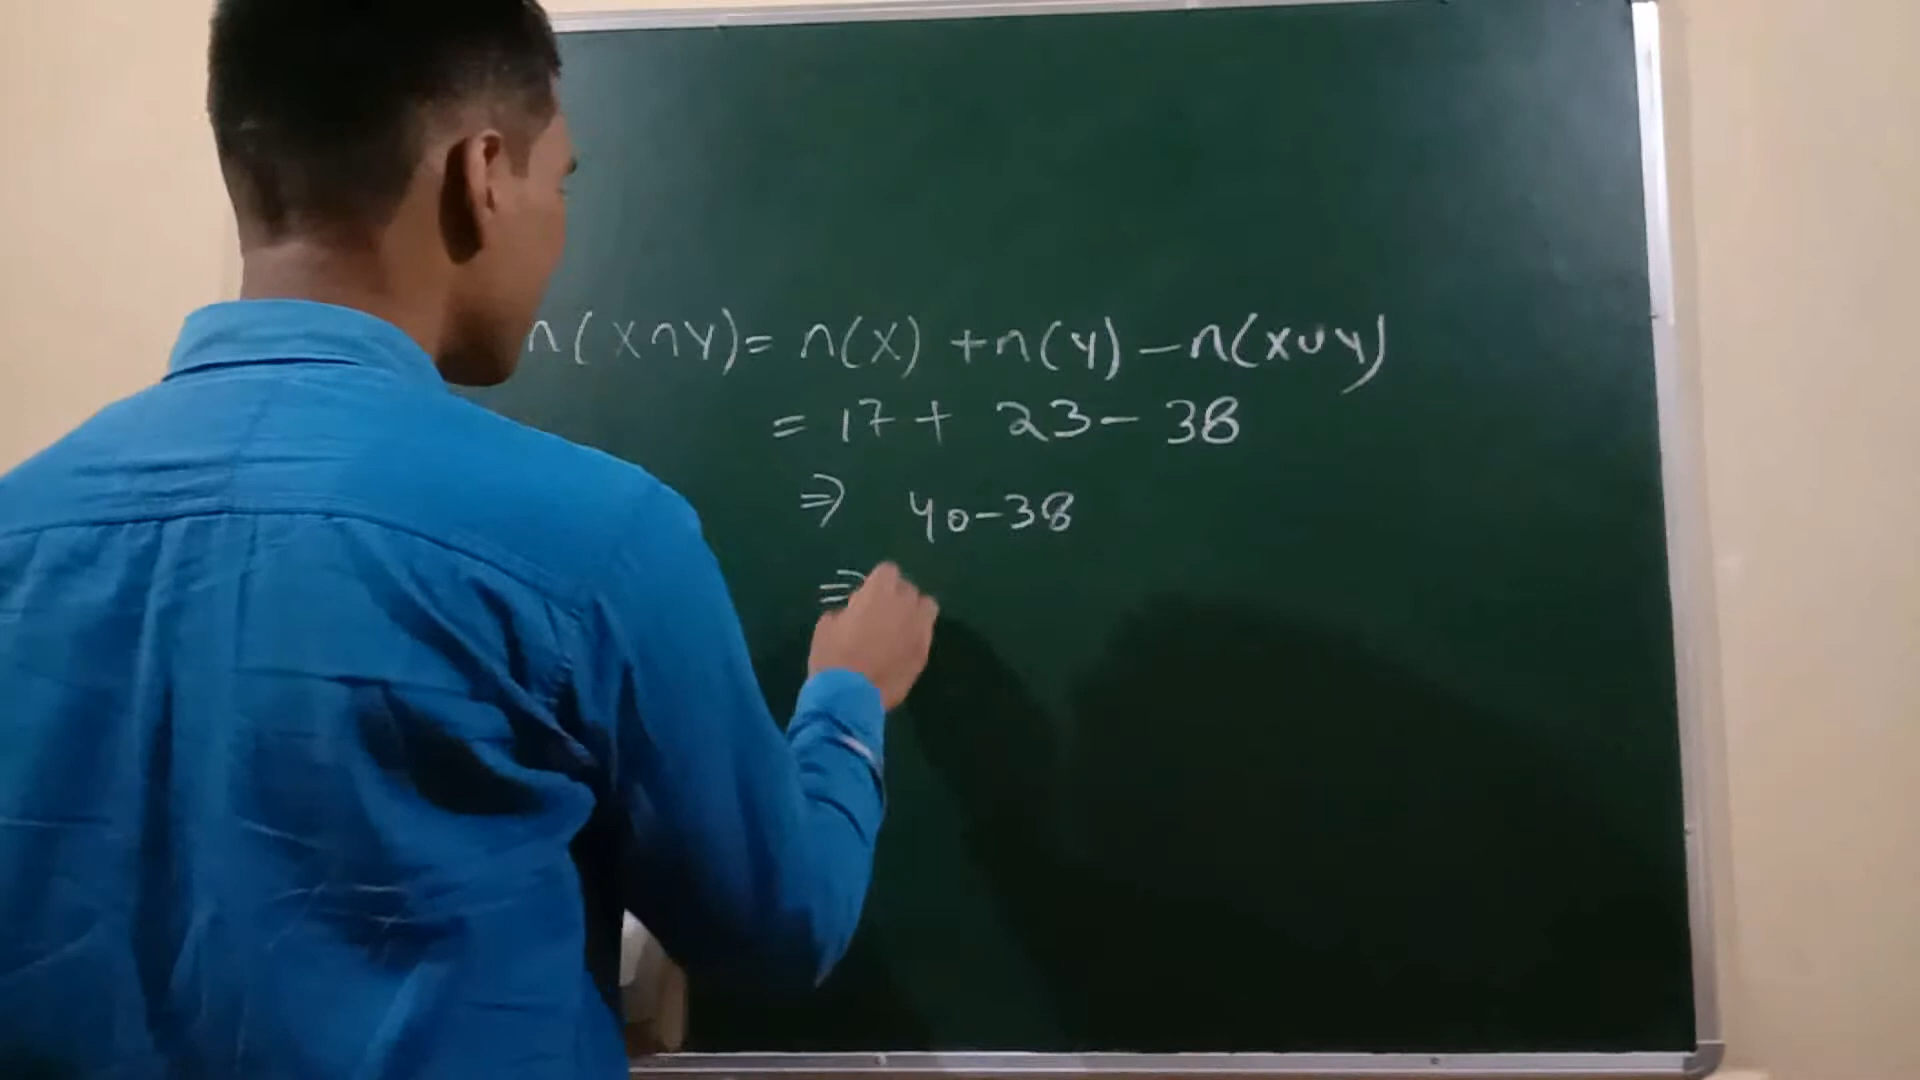 n(X∩Y)= n(X) +n(Y) -n(X∪Y)
= 17+ 23- 38
⇒ 40-38
⇒